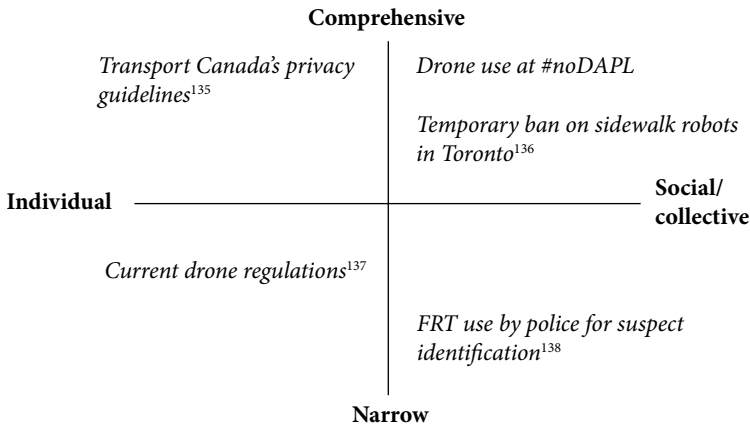 Comprehensive
Transport Canada's privacy
guidelines135
Drone use at #noDAPL
Temporary ban on sidewalk robots
in Toronto136
Individual
Social/
collective
Current drone regulations137
FRT use by police for suspect
identification138
Narrow